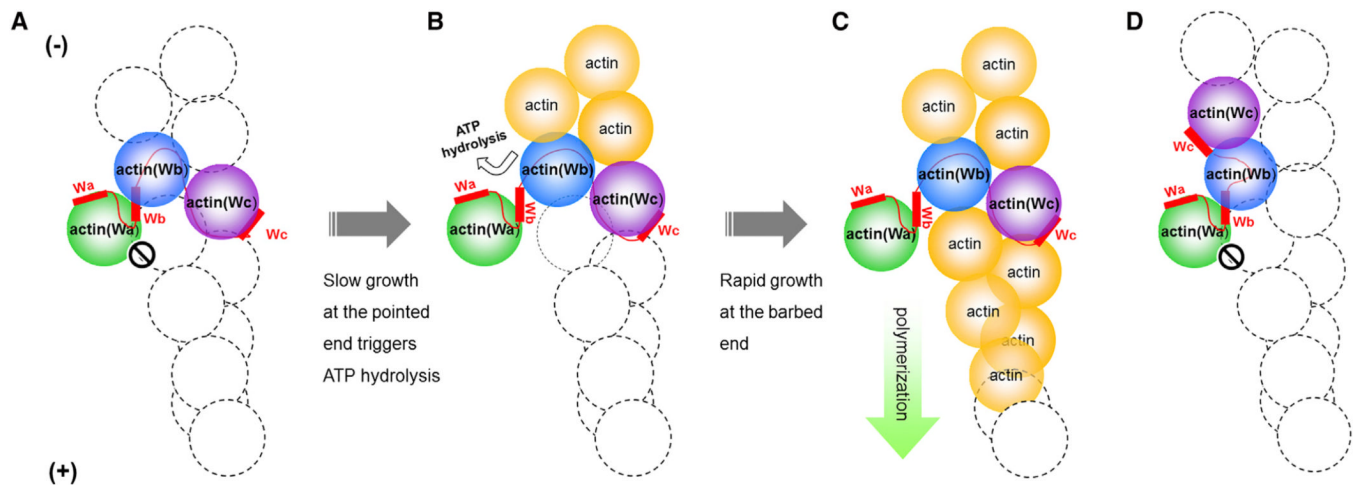 A
(-)
actin(Wb)
Wa
actin(Wc)
Wb
actin(Wa)
Wc
(+)
Slow growth
at the pointed
end triggers
ATP hydrolysis
B
actin
actin
actin
ATP
hydrolysis
actin(Wb)
Wa
Wb
actin(Wc)
actin(Wa)
Wc
Rapid growth
at the barbed
end
C
actin
actin
actin
actin(Wb)
Wa
Wb
actin(Wc)
actin(Wa)
Wc
actin
actin
actin
actin
actin
polymerization
D
actin(Wc)
Wc
actin(Wb)
Wa
Wb
actin(Wa)